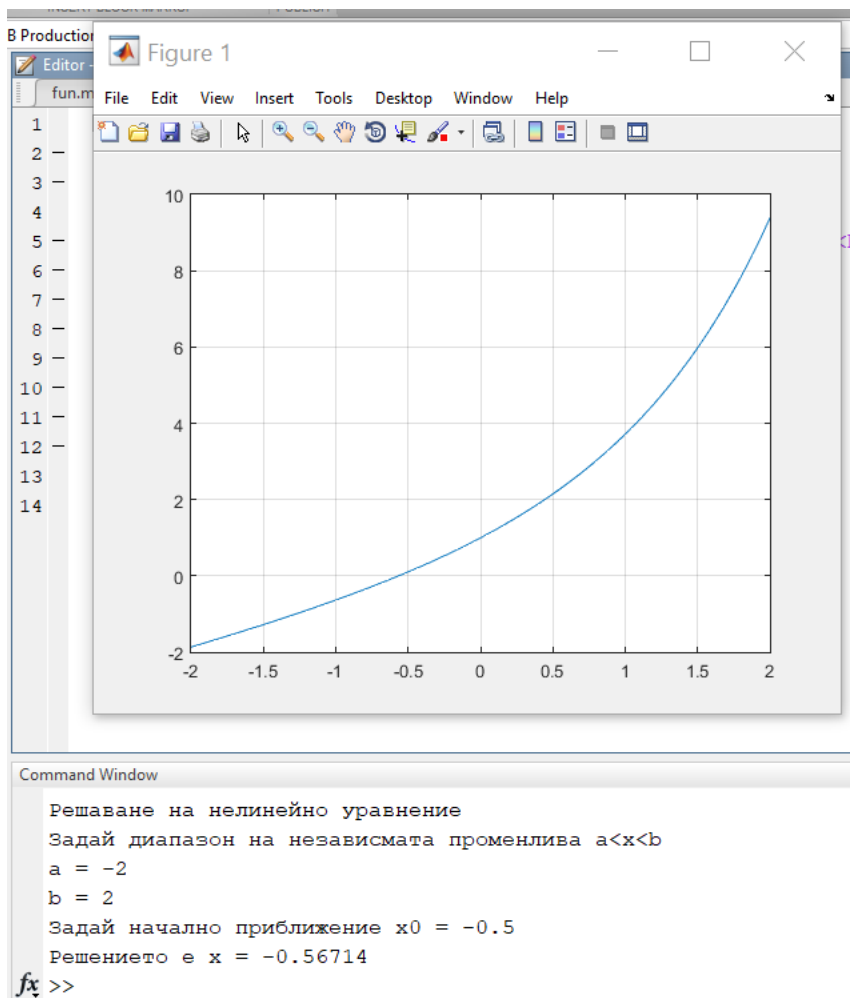 B Production
Figure 1
Editor -
fun.m
File Edit View Insert Tools Desktop Window Help
1
2
3
4
5
6
7
8
9
10
11
12
13
14
10
8
6
4
2
0
-2
-2 -1.5 -1 -0.5 0 0.5 1 1.5 2
Command Window
Решаване на нелинейно уравнение
Задай диапазон на независмата променлива a<x<b
a = -2
b = 2
Задай начално приближение x0 = -0.5
Решението е x = -0.56714
fx >>